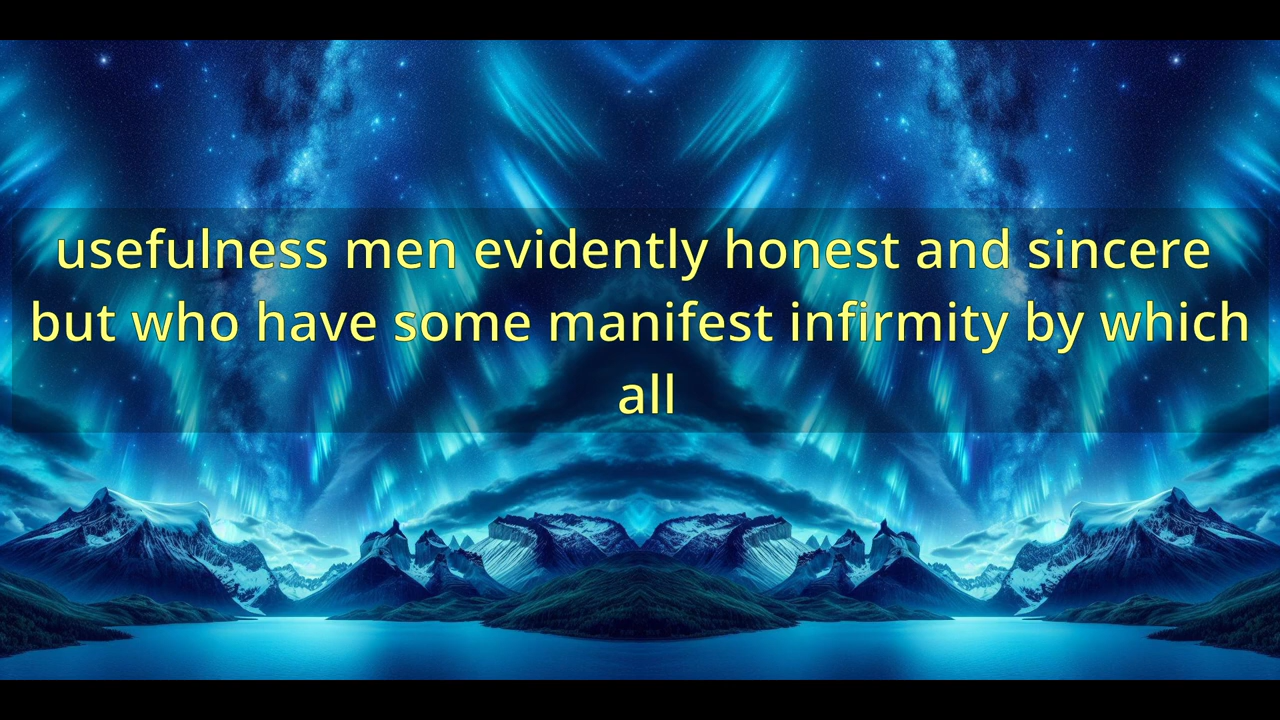 usefulness men evidently honest and sincere
but who have some manifest infirmity by which
all